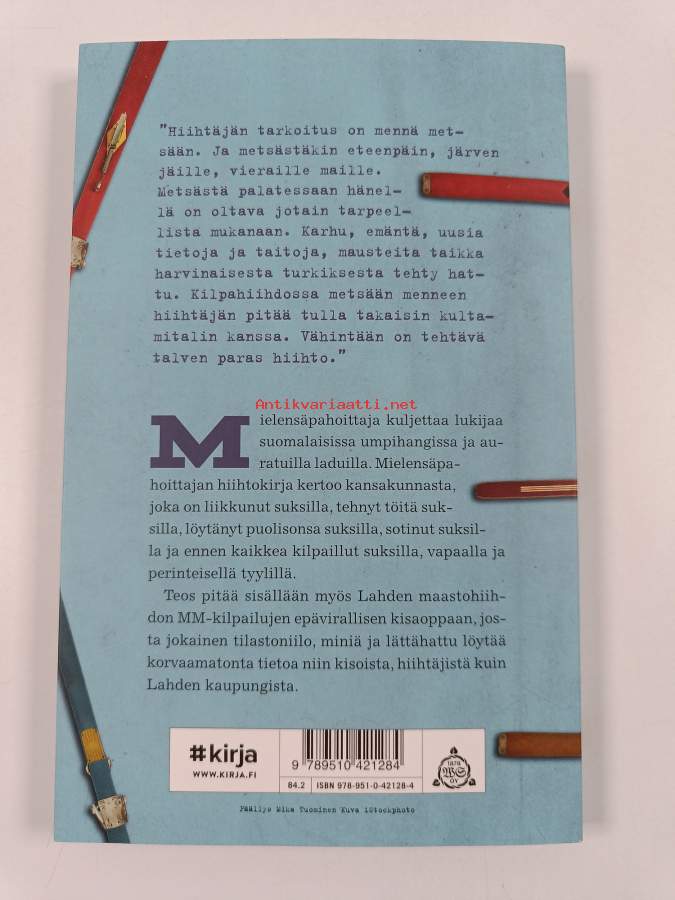 "Hiihtäjän tarkoitus on mennä met-
sään. Ja metsästäkin eteenpäin, järven
jäille, vieraille maille.
Metsästä palatessaan hänel-
lä on oltava jotain tarpeel-
lista mukanaan. Karhu, emäntä, uusia
tietoja ja taitoja, mausteita taikka
harvinaisesta turkiksesta tehty hat-
tu. Kilpahiihdossa metsään menneen
hiihtäjän pitää tulla takaisin kulta-
mitalin kanssa. Vähintään on tehtävä
talven paras hiihto."
Antikvariaatti.net
Mielensäpahoittaja kuljettaa lukijaa
suomalaisissa umpihangissa ja au-
ratuilla laduilla. Mielensäpa-
hoittajan hiihtokirja kertoo kansakunnasta,
joka on liikkunut suksilla, tehnyt töitä suk-
silla, löytänyt puolisonsa suksilla, sotinut suksil-
la ja ennen kaikkea kilpaillut suksilla, vapaalla ja
perinteisellä tyylillä.
Teos pitää sisällään myös Lahden maastohiih-
don MM-kilpailujen epävirallisen kisaoppaan, jos-
ta jokainen tilastoniilo, miniä ja lättähattu löytää
korvaamatonta tietoa niin kisoista, hiihtäjistä kuin
Lahden kaupungista.
#kirja
WWW.KIRJA.FI
9 789510 421284
84.2 ISBN 978-951-0-42128-4
1878
WS
OY
Päällys Mika Tuominen Kuva iStockphoto